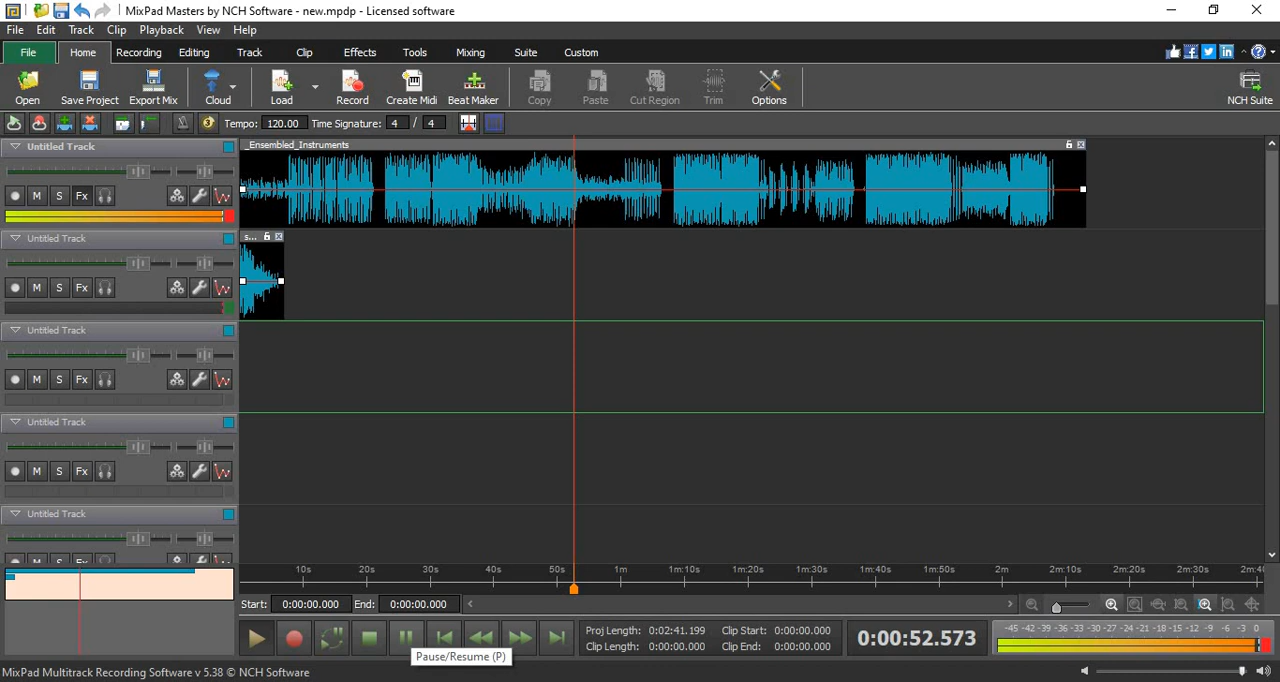 MixPad Masters by NCH Software - new.mpdp - Licensed software
File Edit Track Clip Playback View Help
File Home Recording Editing Track Clip Effects Tools Mixing Suite Custom
Open Save Project Export Mix Cloud Load Record Create Midi Beat Maker Copy Paste Cut Region Trim Options NCH Suite
Tempo: 120.00 Time Signature: 4 / 4
Untitled Track
_Ensembled_Instruments
M S Fx
Untitled Track
s...
M S Fx
Untitled Track
M S Fx
Untitled Track
M S Fx
Untitled Track
M S Fx
10s 20s 30s 40s 50s 1m 1m:10s 1m:20s 1m:30s 1m:40s 1m:50s 2m 2m:10s 2m:20s 2m:30s 2m:40
Start: 0:00:00.000 End: 0:00:00.000
Proj Length: 0:02:41.199 Clip Start: 0:00:00.000
Clip Length: 0:00:00.000 Clip End: 0:00:00.000
0:00:52.573
-45 -42 -39 -36 -33 -30 -27 -24 -21 -18 -15 -12 -9 -6 -3 0
Pause/Resume (P)
MixPad Multitrack Recording Software v 5.38 © NCH Software